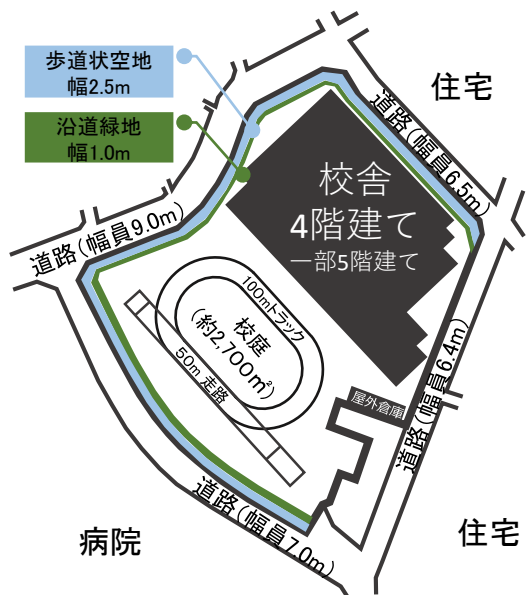 歩道状空地
幅2.5m
沿道緑地
幅1.0m
住宅
道路(幅員6.5m)
校舎
4階建て
一部5階建て
道路(幅員9.0m)
100mトラック
校庭
(約2,700㎡)
50m 走路
屋外倉庫
道路(幅員6.4m)
道路(幅員7.0m)
病院
住宅